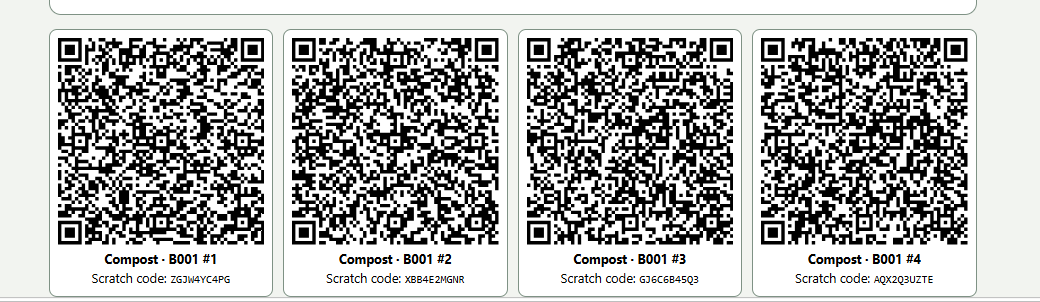 Compost · B001 #1
Scratch code: ZGJW4YC4PG
Compost · B001 #2
Scratch code: XBB4E2MGNR
Compost · B001 #3
Scratch code: GJ6C6B45Q3
Compost · B001 #4
Scratch code: AQX2Q3UZTE